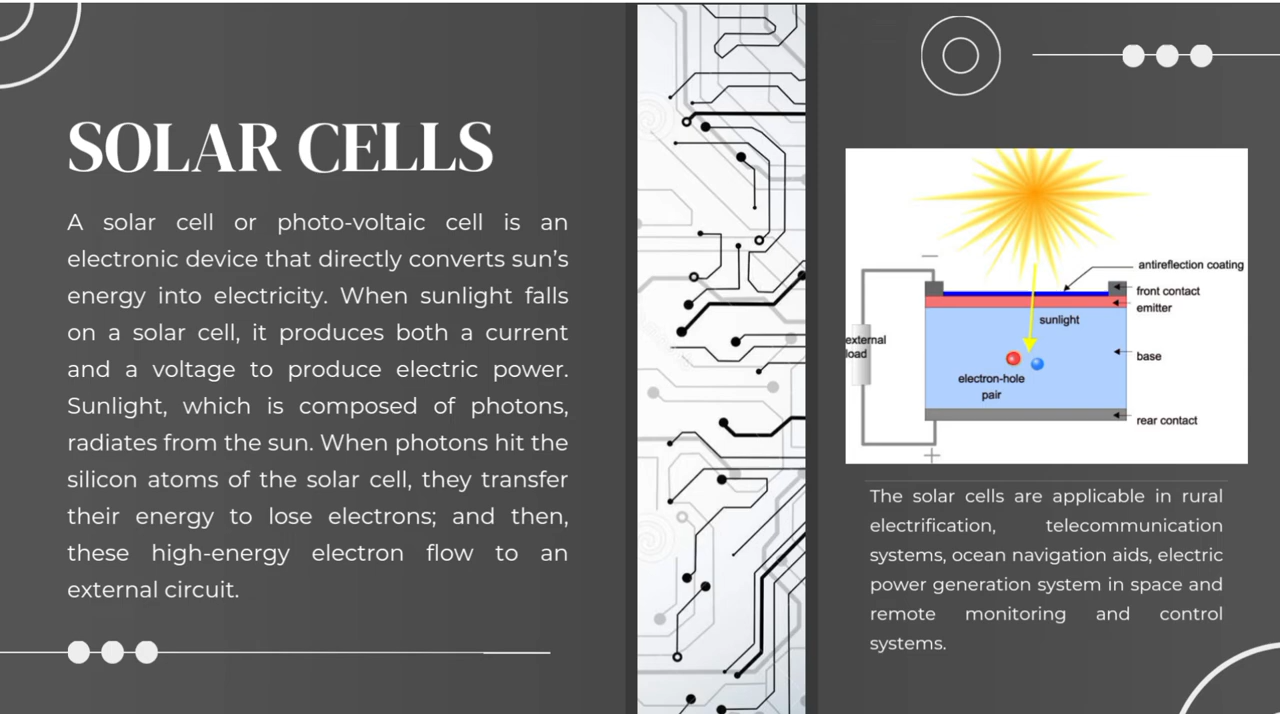 SOLAR CELLS
A solar cell or photo-voltaic cell is an
electronic device that directly converts sun’s
energy into electricity. When sunlight falls
on a solar cell, it produces both a current
and a voltage to produce electric power.
Sunlight, which is composed of photons,
radiates from the sun. When photons hit the
silicon atoms of the solar cell, they transfer
their energy to lose electrons; and then,
these high-energy electron flow to an
external circuit.
antireflection coating
front contact
emitter
sunlight
external
load
base
electron-hole
pair
rear contact
The solar cells are applicable in rural
electrification, telecommunication
systems, ocean navigation aids, electric
power generation system in space and
remote monitoring and control
systems.